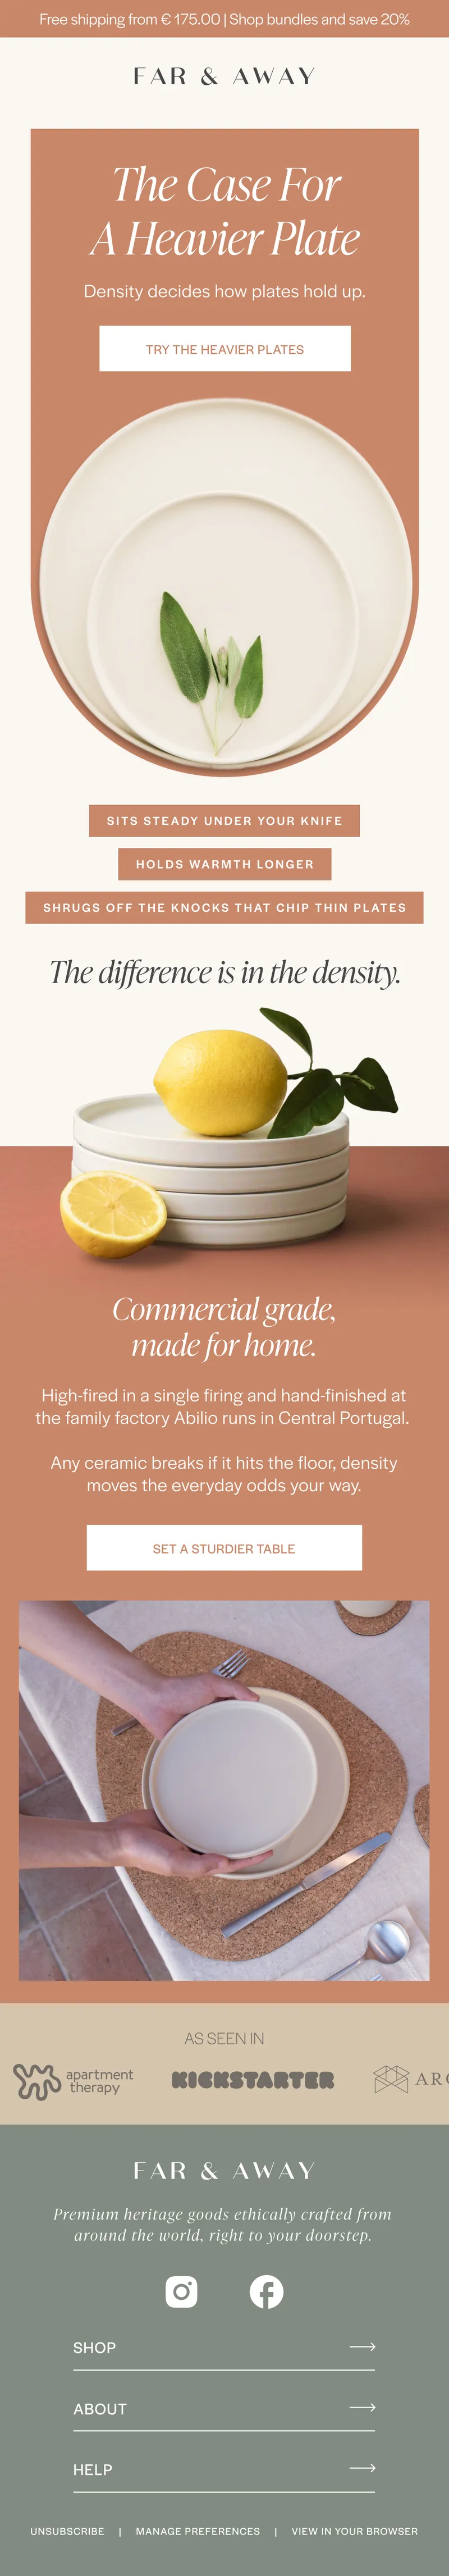 Free shipping from € 175.00 | Shop bundles and save 20%
FAR & AWAY
The Case For
A Heavier Plate
Density decides how plates hold up.
TRY THE HEAVIER PLATES
SITS STEADY UNDER YOUR KNIFE
HOLDS WARMTH LONGER
SHRUGS OFF THE KNOCKS THAT CHIP THIN PLATES
The difference is in the density.
Commercial grade,
made for home.
High-fired in a single firing and hand-finished at
the family factory Abilio runs in Central Portugal.
Any ceramic breaks if it hits the floor, density
moves the everyday odds your way.
SET A STURDIER TABLE
AS SEEN IN
apartment
therapy
KICKSTARTER
FAR & AWAY
Premium heritage goods ethically crafted from
around the world, right to your doorstep.
SHOP
ABOUT
HELP
UNSUBSCRIBE | MANAGE PREFERENCES | VIEW IN YOUR BROWSER